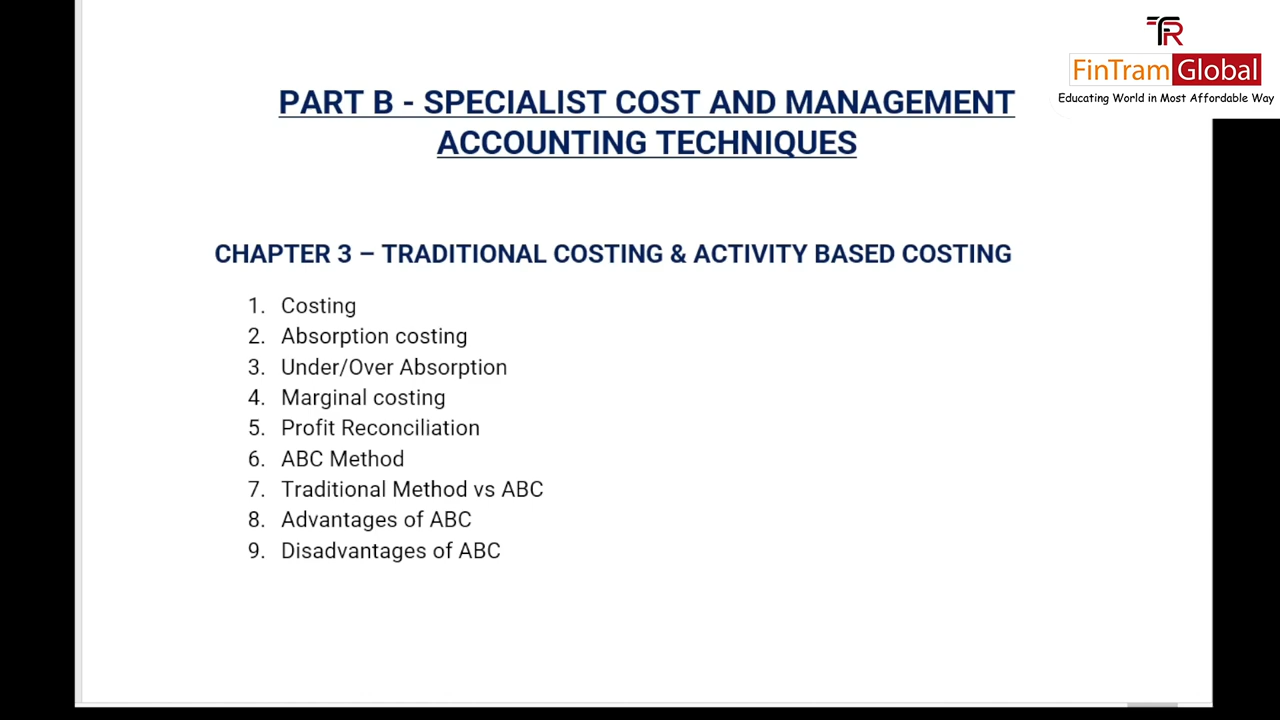 TR
FinTram Global
Educating World in Most Affordable Way
PART B - SPECIALIST COST AND MANAGEMENT
ACCOUNTING TECHNIQUES
CHAPTER 3 – TRADITIONAL COSTING & ACTIVITY BASED COSTING
1. Costing
2. Absorption costing
3. Under/Over Absorption
4. Marginal costing
5. Profit Reconciliation
6. ABC Method
7. Traditional Method vs ABC
8. Advantages of ABC
9. Disadvantages of ABC